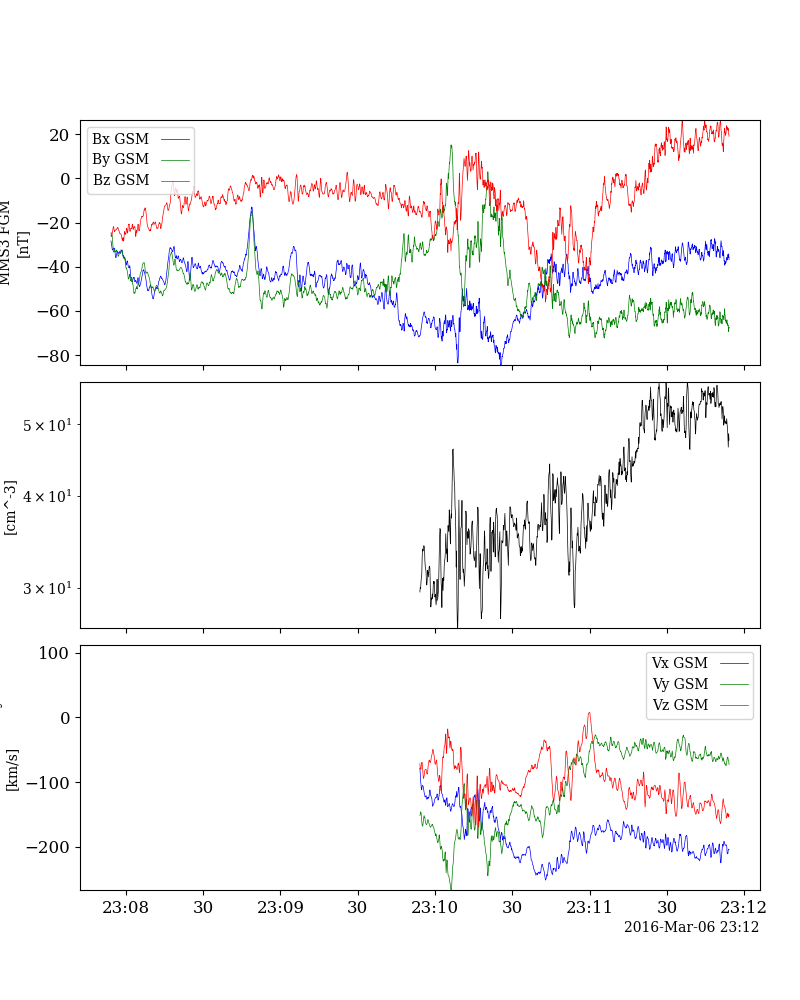 Bx GSM
By GSM
Bz GSM
20
0
−20
−40
−60
−80
MMS3 FGM
[nT]
5 × 10¹
4 × 10¹
3 × 10¹
[cm^-3]
Vx GSM
Vy GSM
Vz GSM
100
0
−100
−200
[km/s]
23:08 30 23:09 30 23:10 30 23:11 30 23:12
2016-Mar-06 23:12